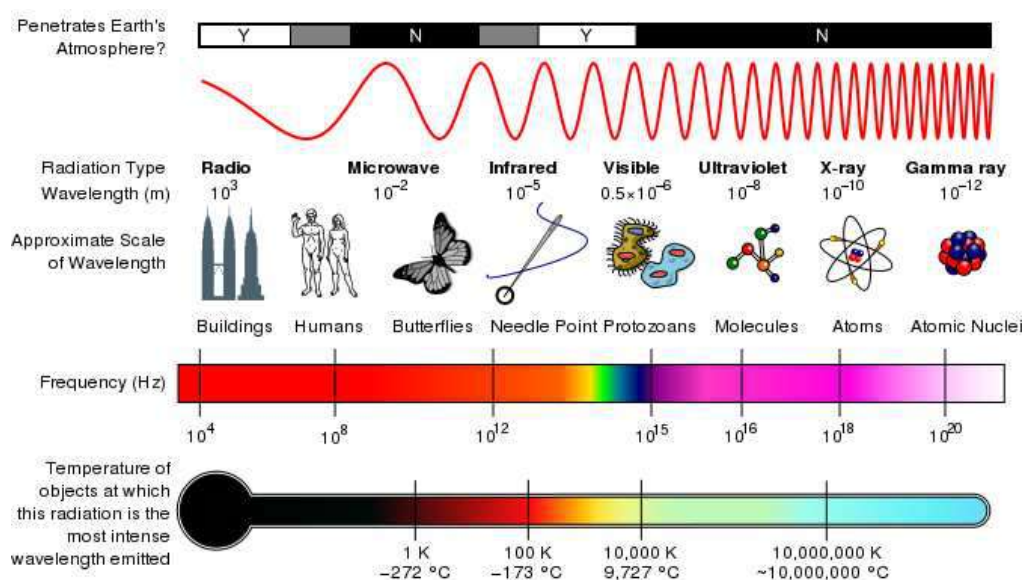 Penetrates Earth's
Atmosphere?
Y N Y N
Radiation Type
Radio Microwave Infrared Visible Ultraviolet X-ray Gamma ray
Wavelength (m)
10³ 10⁻² 10⁻⁵ 0.5×10⁻⁶ 10⁻⁸ 10⁻¹⁰ 10⁻¹²
Approximate Scale
of Wavelength
Buildings Humans Butterflies Needle Point Protozoans Molecules Atoms Atomic Nuclei
Frequency (Hz)
10⁴ 10⁸ 10¹² 10¹⁵ 10¹⁶ 10¹⁸ 10²⁰
Temperature of
objects at which
this radiation is the
most intense
wavelength emitted
1 K 100 K 10,000 K 10,000,000 K
−272 °C −173 °C 9,727 °C ~10,000,000 °C